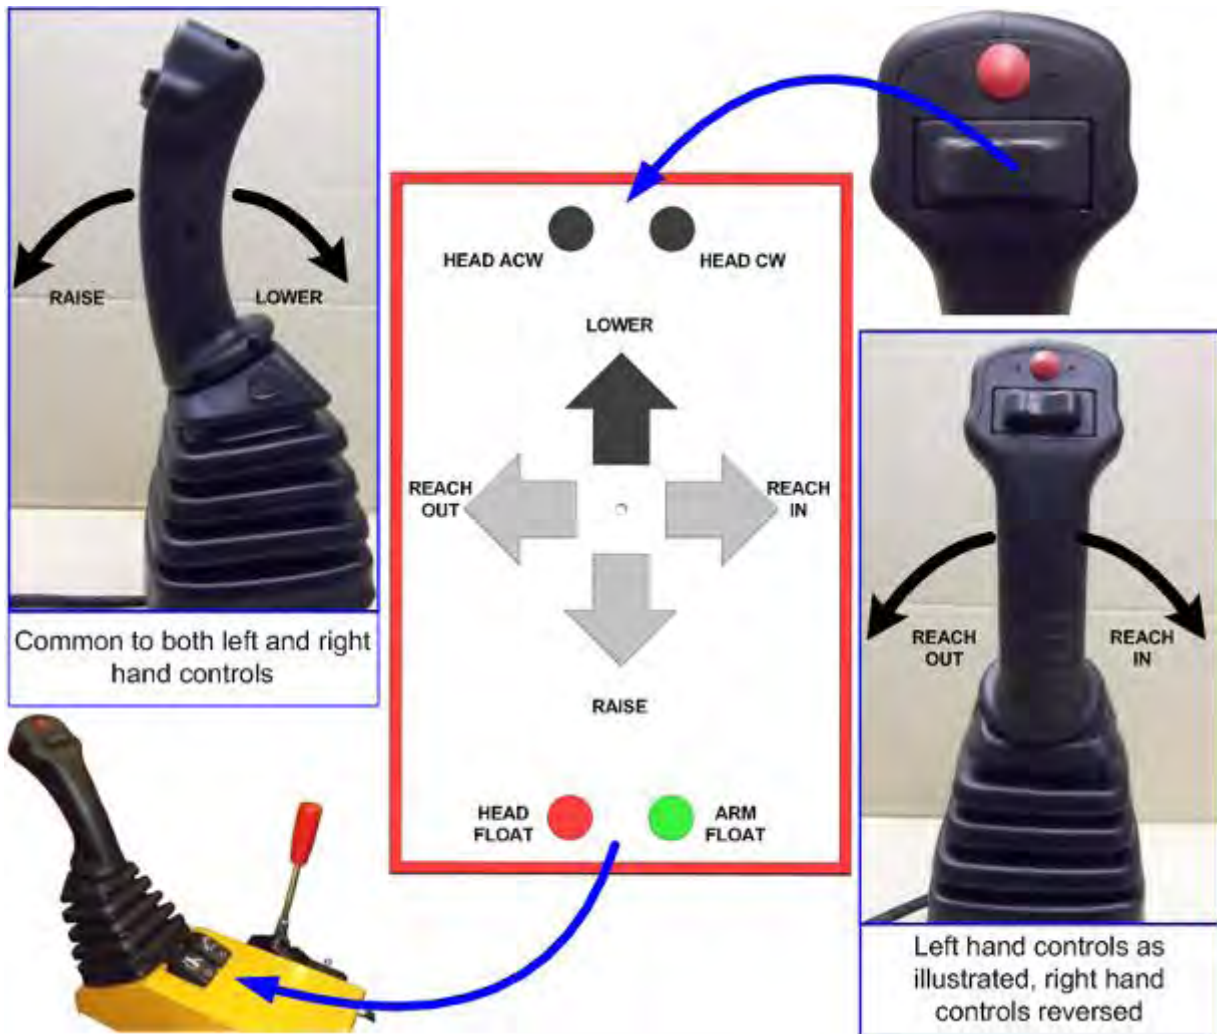 RAISE
LOWER
Common to both left and right
hand controls
HEAD ACW
HEAD CW
LOWER
REACH
OUT
REACH
IN
RAISE
HEAD
FLOAT
ARM
FLOAT
REACH
OUT
REACH
IN
Left hand controls as
illustrated, right hand
controls reversed